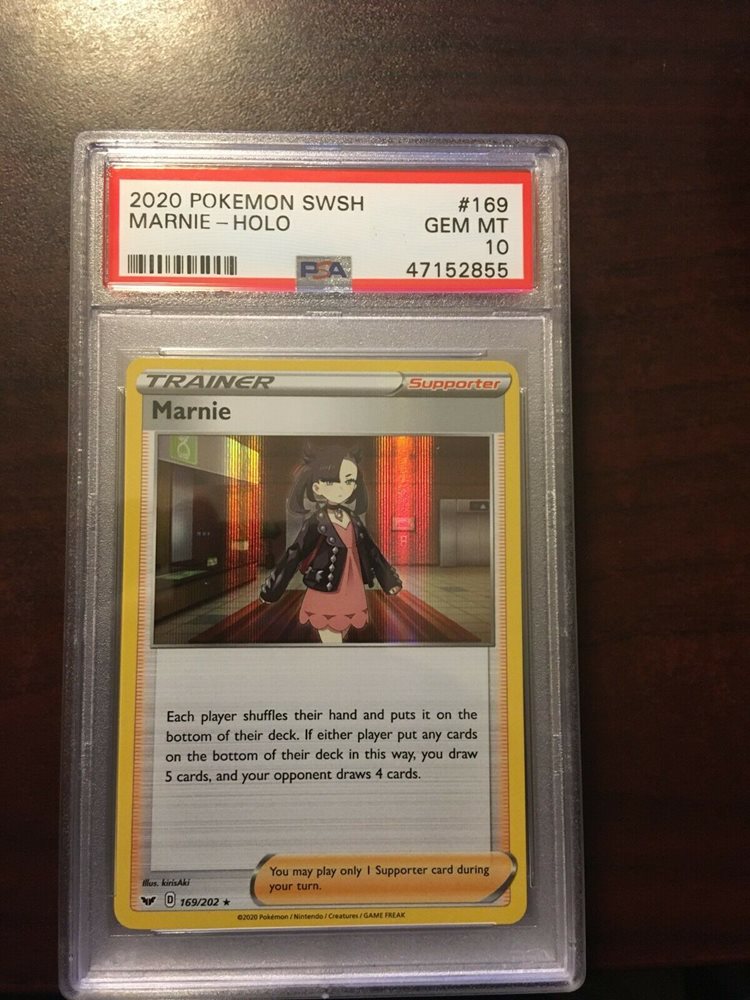 2020 POKEMON SWSH #169
MARNIE – HOLO GEM MT
10
PSA 47152855
TRAINER Supporter
Marnie
Each player shuffles their hand and puts it on the
bottom of their deck. If either player put any cards
on the bottom of their deck in this way, you draw
5 cards, and your opponent draws 4 cards.
You may play only 1 Supporter card during
your turn.
Illus. kirisAki
D 169/202 ★
©2020 Pokémon / Nintendo / Creatures / GAME FREAK